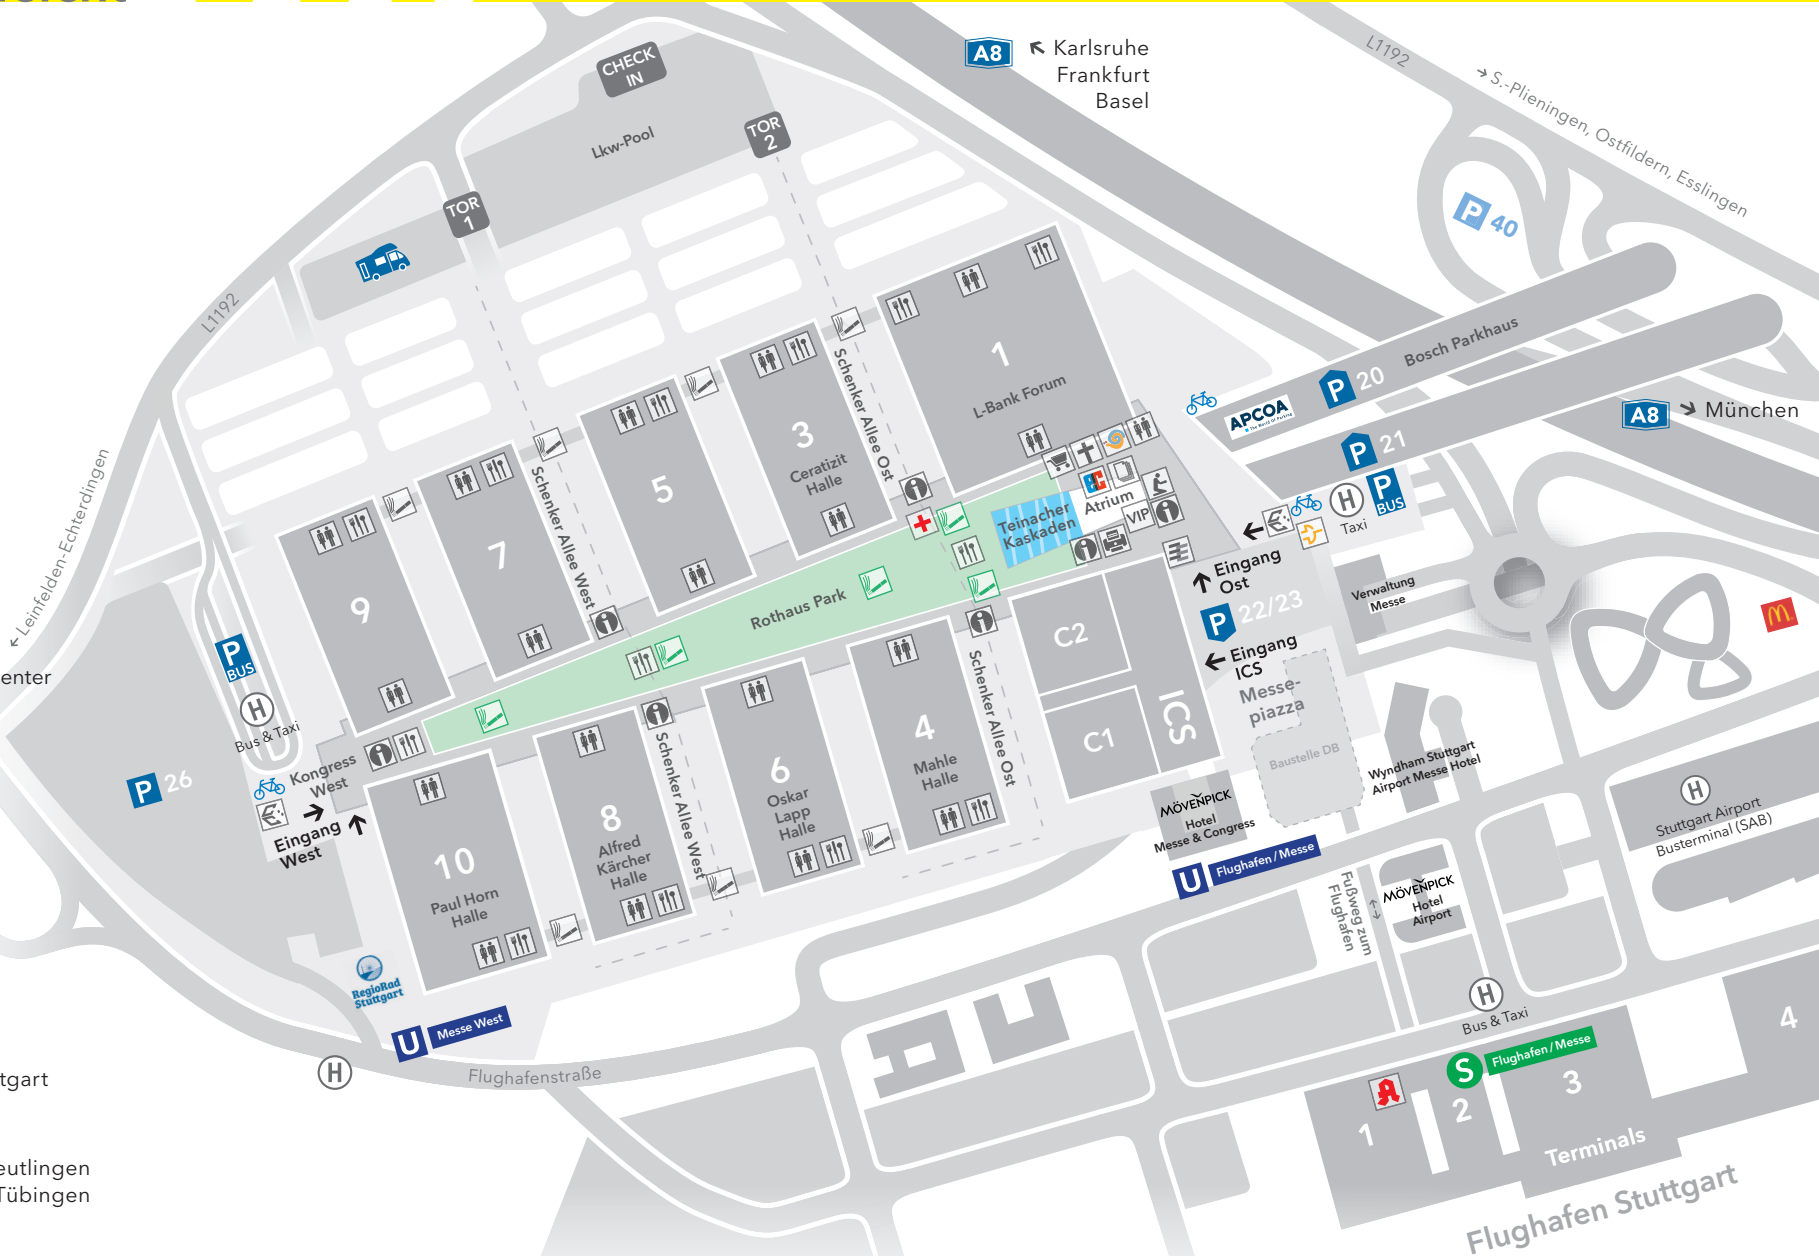 A8
Karlsruhe
Frankfurt
Basel
L1192
S.-Plieningen, Ostfildern, Esslingen
CHECK
IN
Lkw-Pool
TOR
2
TOR
1
P 40
L1192
Leinfelden-Echterdingen
Bosch Parkhaus
P 20
APCOA
P 21
A8
München
1
L-Bank Forum
3
Ceratizit
Halle
5
7
9
Schenker Allee Ost
Schenker Allee West
Teinacher
Kaskaden
Atrium
VIP
EC
H
Taxi
P
BUS
Eingang
Ost
P 22/23
Eingang
ICS
Messe-
piazza
Verwaltung
Messe
Baustelle DB
Rothaus Park
C2
C1
ICS
P
BUS
H
Bus & Taxi
enter
P 26
Kongress
West
Eingang
West
10
Paul Horn
Halle
8
Alfred
Kärcher
Halle
6
Oskar
Lapp
Halle
4
Mahle
Halle
Schenker Allee West
Schenker Allee Ost
MÖVENPICK
Hotel
Messe & Congress
Wyndham Stuttgart
Airport Messe Hotel
U Flughafen/Messe
H
Stuttgart Airport
Busterminal (SAB)
Fußweg zum
Flughafen
MÖVENPICK
Hotel
Airport
RegioRad
Stuttgart
U Messe West
H
Flughafenstraße
H
Bus & Taxi
S Flughafen/Messe
1
2
3
4
Terminals
Flughafen Stuttgart
tgart
eutlingen
Tübingen